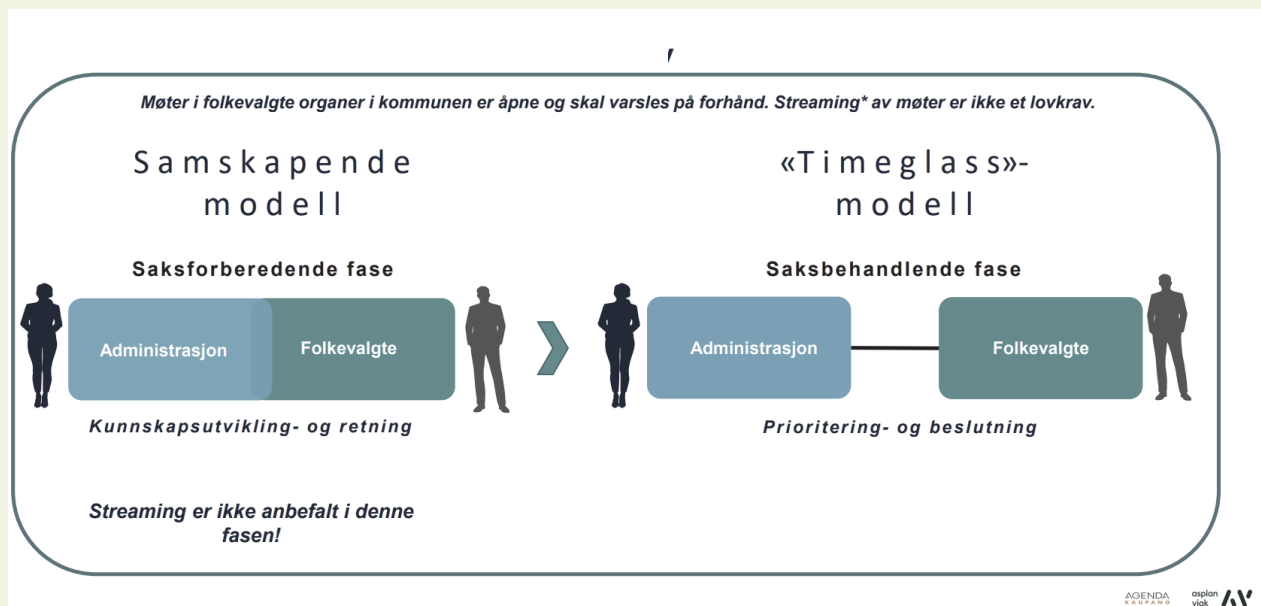 Møter i folkevalgte organer i kommunen er åpne og skal varsles på forhånd. Streaming* av møter er ikke et lovkrav.
Samskapende
modell
Saksforberedende fase
Administrasjon
Folkevalgte
Kunnskapsutvikling- og retning
Streaming er ikke anbefalt i denne
fasen!
«Timeglass»-
modell
Saksbehandlende fase
Administrasjon
Folkevalgte
Prioritering- og beslutning
AGENDA
KAUPANG
asplan
viak